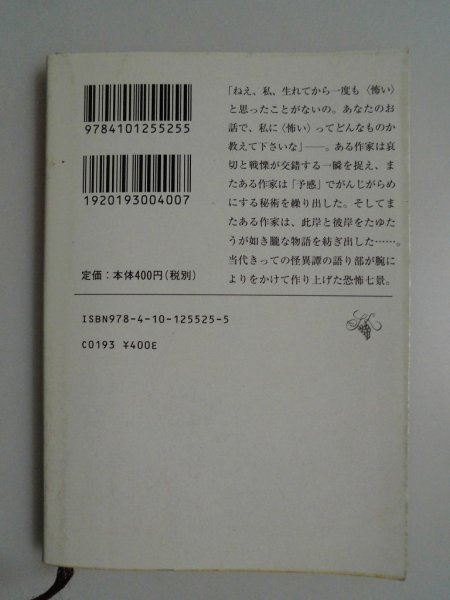 9784101255255
1920193004007
定価：本体400円（税別）
ISBN978-4-10-125525-5
C0193 ¥400E
「ねえ、私、生れてから一度も〈怖い〉
と思ったことがないの。あなたのお
話で、私に〈怖い〉ってどんなものか
教えて下さいな」――。ある作家は哀
切と戦慄が交錯する一瞬を捉え、ま
たある作家は「予感」でがんじがらめ
にする秘術を繰り出した。そしてま
たある作家は、此岸と彼岸をたゆた
うが如き朧な物語を紡ぎ出した……。
当代きっての怪異譚の語り部が腕に
よりをかけて作り上げた恐怖七景。